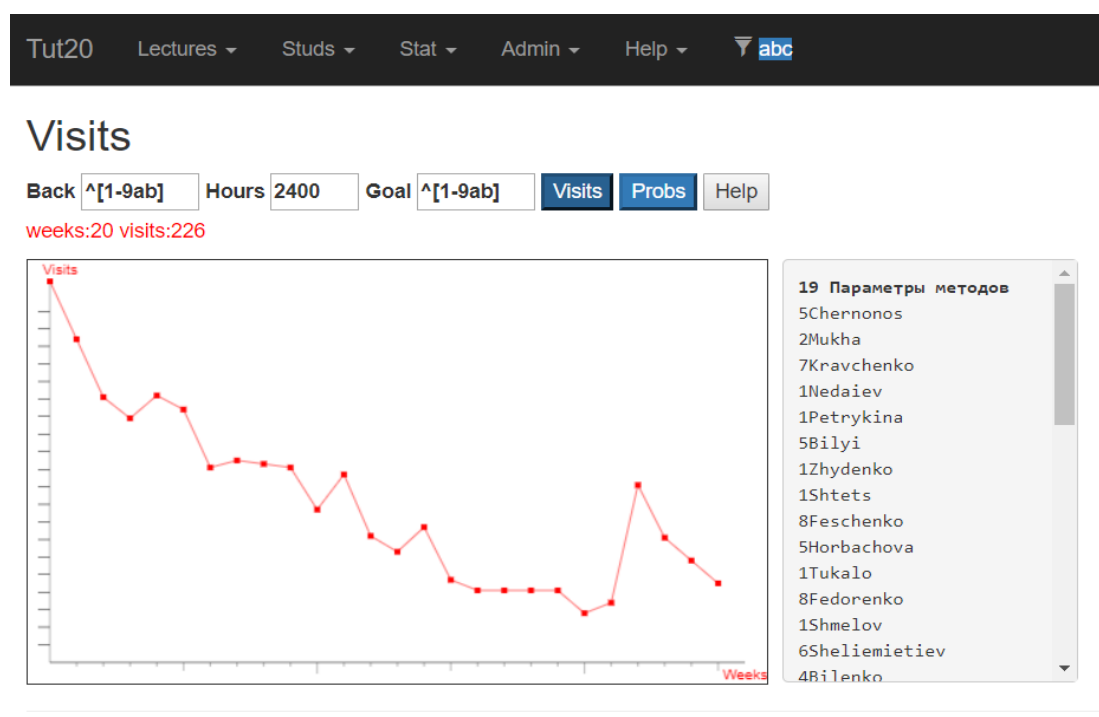 Tut20 Lectures Studs Stat Admin Help abc
Visits
Back ^[1-9ab] Hours 2400 Goal ^[1-9ab] Visits Probs Help
weeks:20 visits:226
Visits
Weeks
19 Параметры методов
5Chernonos
2Mukha
7Kravchenko
1Nedaiev
1Petrykina
5Bilyi
1Zhydenko
1Shtets
8Feschenko
5Horbachova
1Tukalo
8Fedorenko
1Shmelov
6Sheliemietiev
4Bilenko